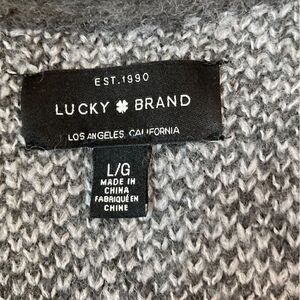 EST.1990
LUCKY BRAND
LOS ANGELES, CALIFORNIA
L/G
MADE IN
CHINA
FABRIQUÉ EN
CHINE